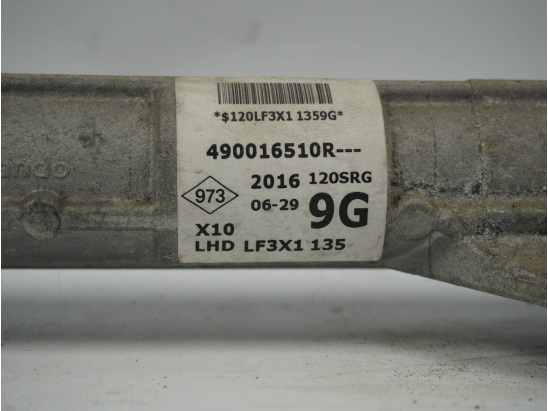 *$120LF3X1 1359G*
490016510R---
973 2016 120SRG
06-29 9G
X10
LHD LF3X1 135